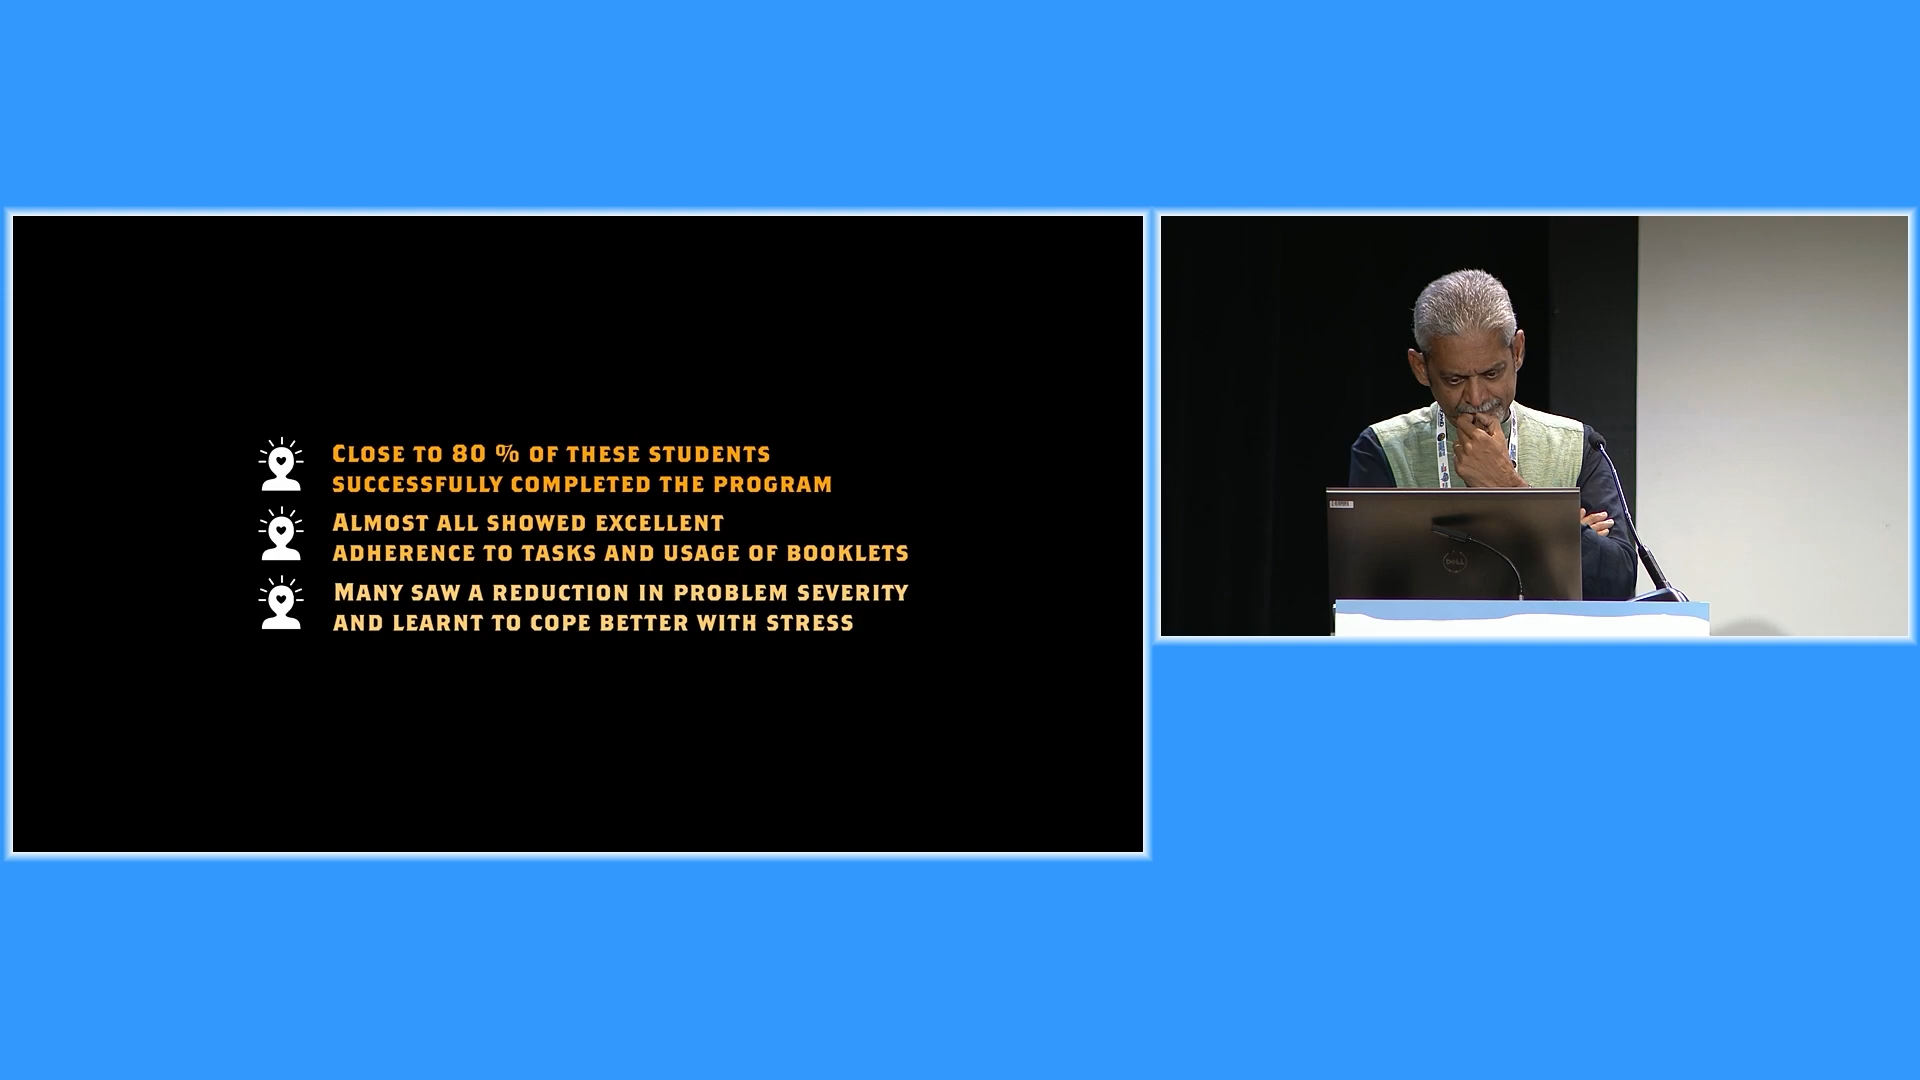 Close to 80 % of these students
successfully completed the program
Almost all showed excellent
adherence to tasks and usage of booklets
Many saw a reduction in problem severity
and learnt to cope better with stress
DELL